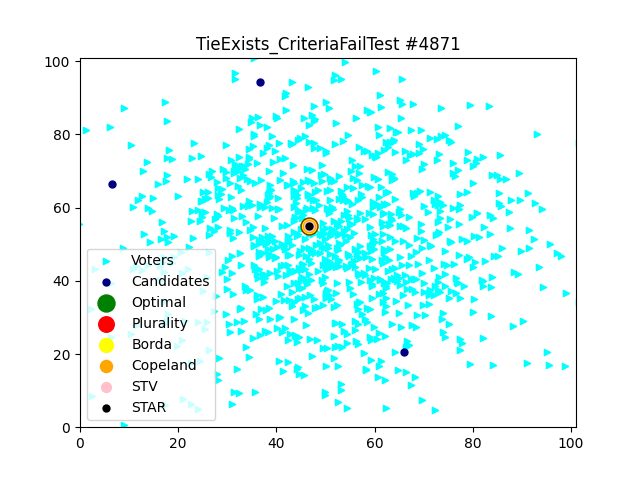 TieExists_CriteriaFailTest #4871
100
80
60
40
20
0
Voters
Candidates
Optimal
Plurality
Borda
Copeland
STV
STAR
0 20 40 60 80 100